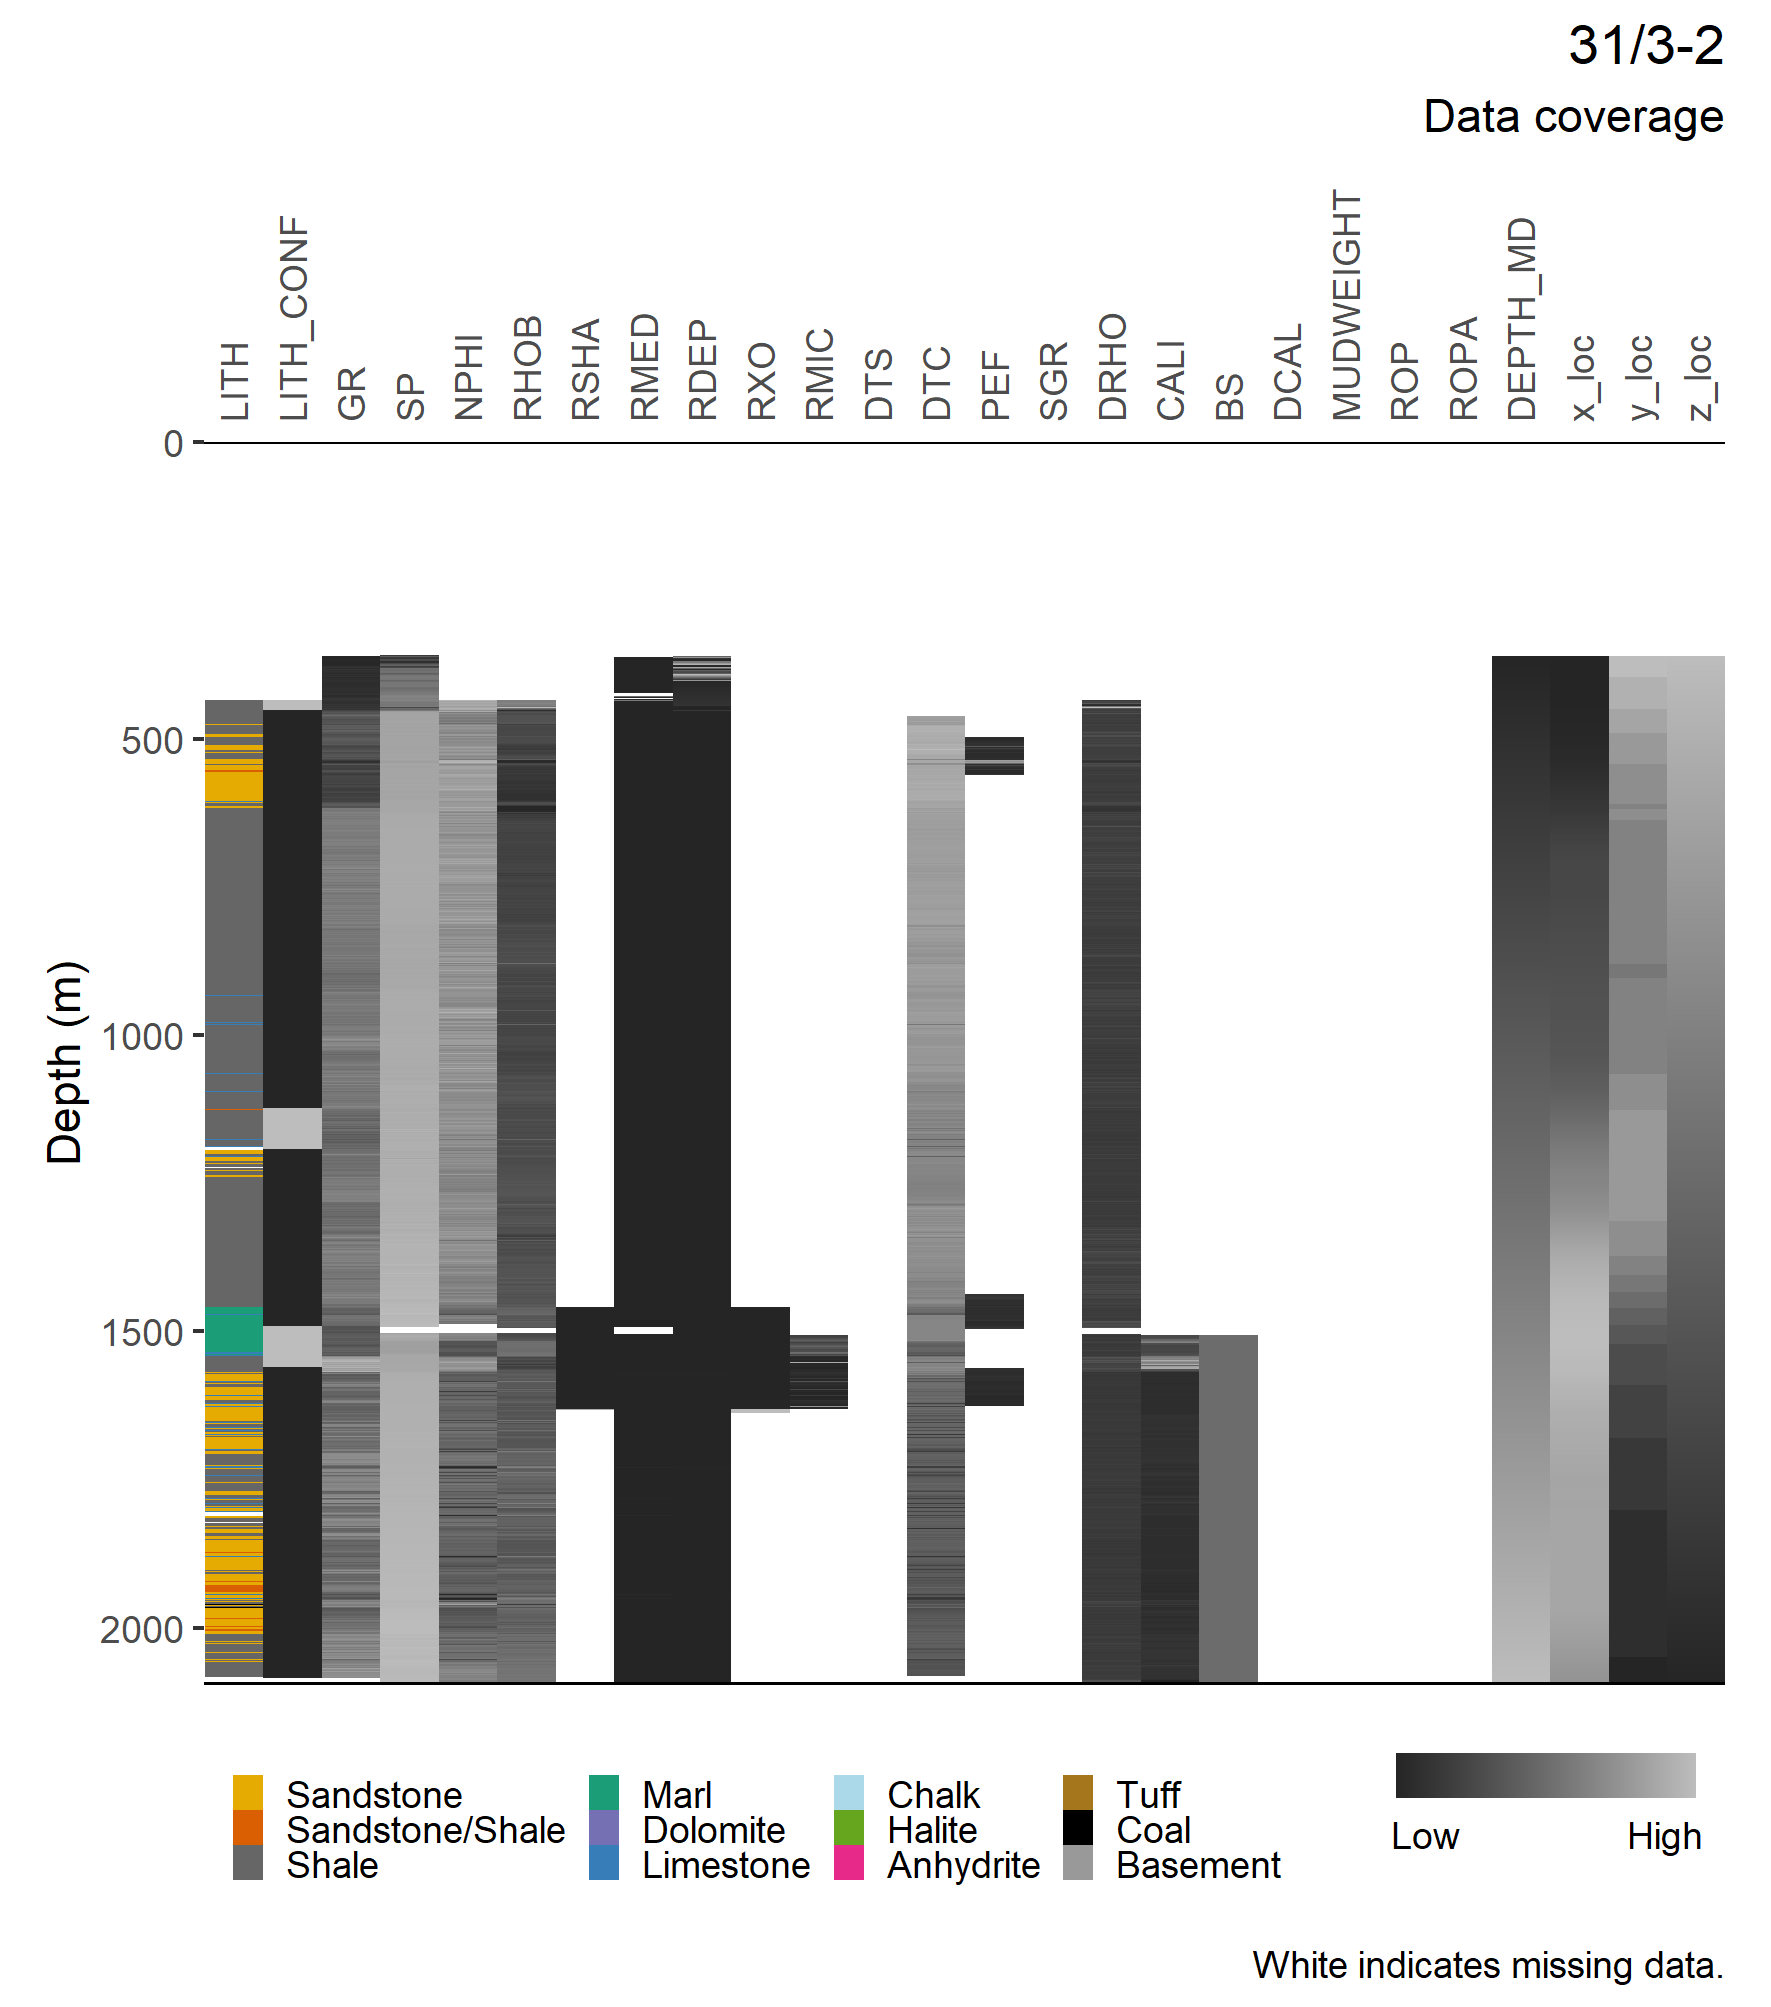 31/3-2
Data coverage
LITH
LITH_CONF
GR
SP
NPHI
RHOB
RSHA
RMED
RDEP
RXO
RMIC
DTS
DTC
PEF
SGR
DRHO
CALI
BS
DCAL
MUDWEIGHT
ROP
ROPA
DEPTH_MD
x_loc
y_loc
z_loc
0
500
1000
1500
2000
Depth (m)
Sandstone
Sandstone/Shale
Shale
Marl
Dolomite
Limestone
Chalk
Halite
Anhydrite
Tuff
Coal
Basement
Low High
White indicates missing data.